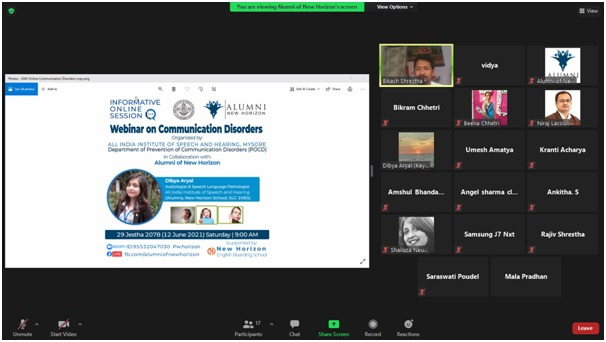 You are viewing Alumni of New Horizon's screen
View Options
View
Photos - AISH Online Communication Disorders copy.png
See all photos
Add to
Edit & Create
Share
INFORMATIVE
ONLINE
SESSION
ALUMNI
NEW HORIZON
Webinar on Communication Disorders
Organized by:
ALL INDIA INSTITUTE OF SPEECH AND HEARING, MYSORE
Department of Prevention of Communication Disorders (POCD)
In Collaboration with:
Alumni of New Horizon
Dibya Aryal
Audiologist & Speech Language Pathologist
All India Institute of Speech and Hearing
(Alumna, New Horizon School, SLC 2065)
29 Jestha 2078 (12 June 2021) Saturday | 9:00 AM
zoom ID:95532047030 Pw:horizon
LIVE fb.com/alumniofnewhorizon
Supported by:
New Horizon
English Boarding School
Bikash Shrestha
vidya
Alumni of Ne...
Bikram Chhetri
Beena Chhetri
Niraj
Dibya Aryal (Key...
Umesh Amatya
Kranti Acharya
Amshul Bhanda...
Angel sharma cl...
Ankitha. S
Shailaza Neu...
Samsung J7 Nxt
Rajiv Shrestha
Saraswati Poudel
Mala Pradhan
Unmute
Start Video
Participants
17
Chat
Share Screen
Record
Reactions
Leave